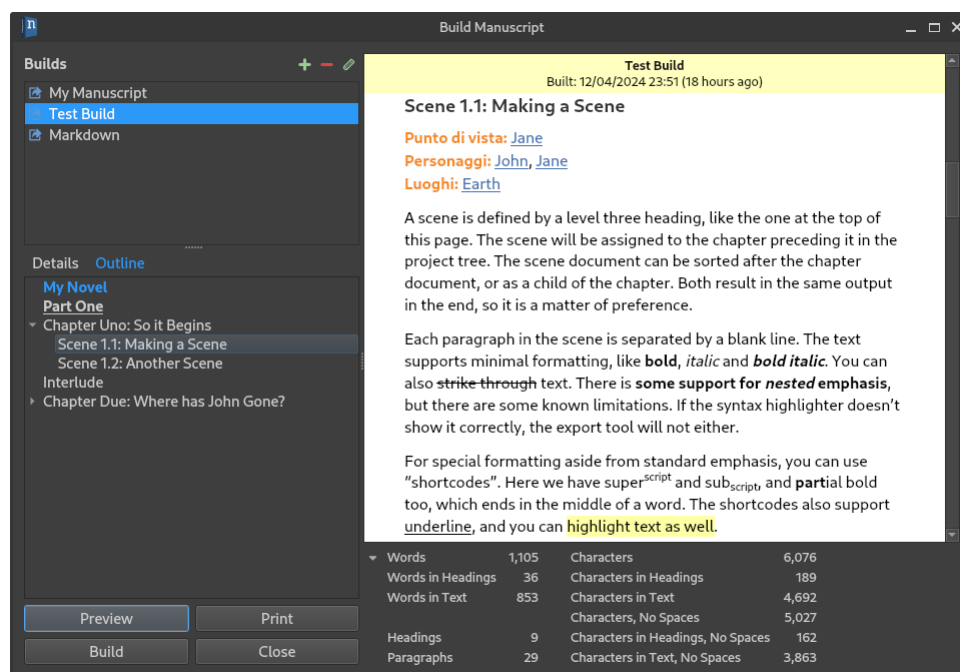 n
Build Manuscript
Builds
My Manuscript
Test Build
Markdown
Details Outline
My Novel
Part One
Chapter Uno: So it Begins
Scene 1.1: Making a Scene
Scene 1.2: Another Scene
Interlude
Chapter Due: Where has John Gone?
Preview Print
Build Close
Test Build
Built: 12/04/2024 23:51 (18 hours ago)
Scene 1.1: Making a Scene
Punto di vista: Jane
Personaggi: John, Jane
Luoghi: Earth
A scene is defined by a level three heading, like the one at the top of
this page. The scene will be assigned to the chapter preceding it in the
project tree. The scene document can be sorted after the chapter
document, or as a child of the chapter. Both result in the same output
in the end, so it is a matter of preference.
Each paragraph in the scene is separated by a blank line. The text
supports minimal formatting, like bold, italic and bold italic. You can
also strike through text. There is some support for nested emphasis,
but there are some known limitations. If the syntax highlighter doesn't
show it correctly, the export tool will not either.
For special formatting aside from standard emphasis, you can use
"shortcodes". Here we have superscript and subscript, and partial bold
too, which ends in the middle of a word. The shortcodes also support
underline, and you can highlight text as well.
Words 1,105 Characters 6,076
Words in Headings 36 Characters in Headings 189
Words in Text 853 Characters in Text 4,692
Characters, No Spaces 5,027
Headings 9 Characters in Headings, No Spaces 162
Paragraphs 29 Characters in Text, No Spaces 3,863